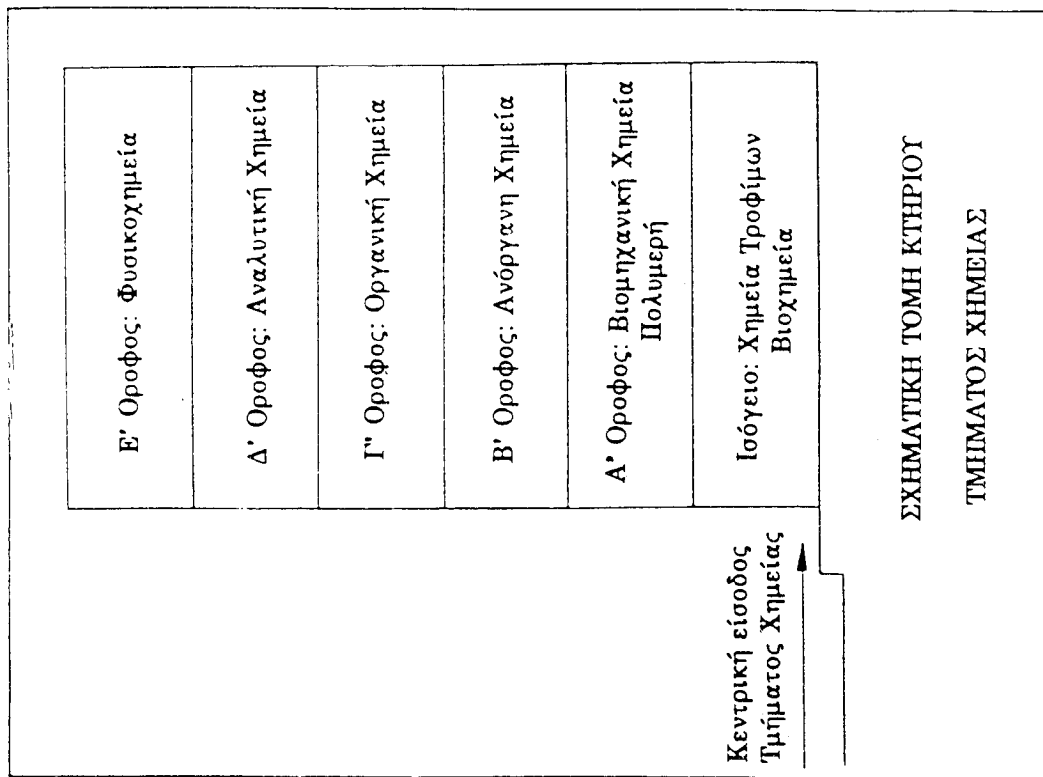 Ε' Οροφος: Φυσικοχημεία
Δ' Οροφος: Αναλυτική Χημεία
Γ" Οροφος: Οργανική Χημεία
Β' Οροφος: Ανόργανη Χημεία
Α' Οροφος: Βιομηχανική Χημεία
Πολυμερή
Ισόγειο: Χημεία Τροφίμων
Βιοχημεία
Κεντρική είσοδος
Τμήματος Χημείας
ΣΧΗΜΑΤΙΚΗ ΤΟΜΗ ΚΤΗΡΙΟΥ
ΤΜΗΜΑΤΟΣ ΧΗΜΕΙΑΣ